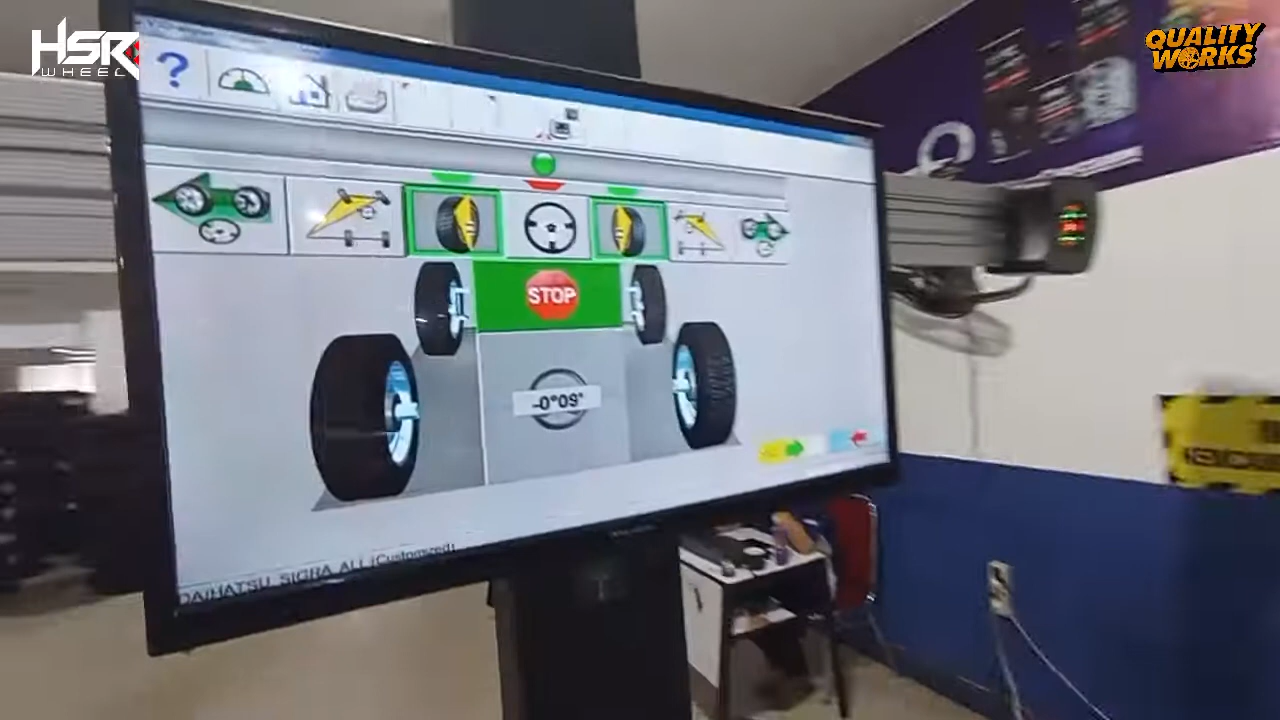 HSR
WHEEL
QUALITY
WORKS
?
STOP
-0°09'
DAIHATSU SIGRA ALL (Customized)